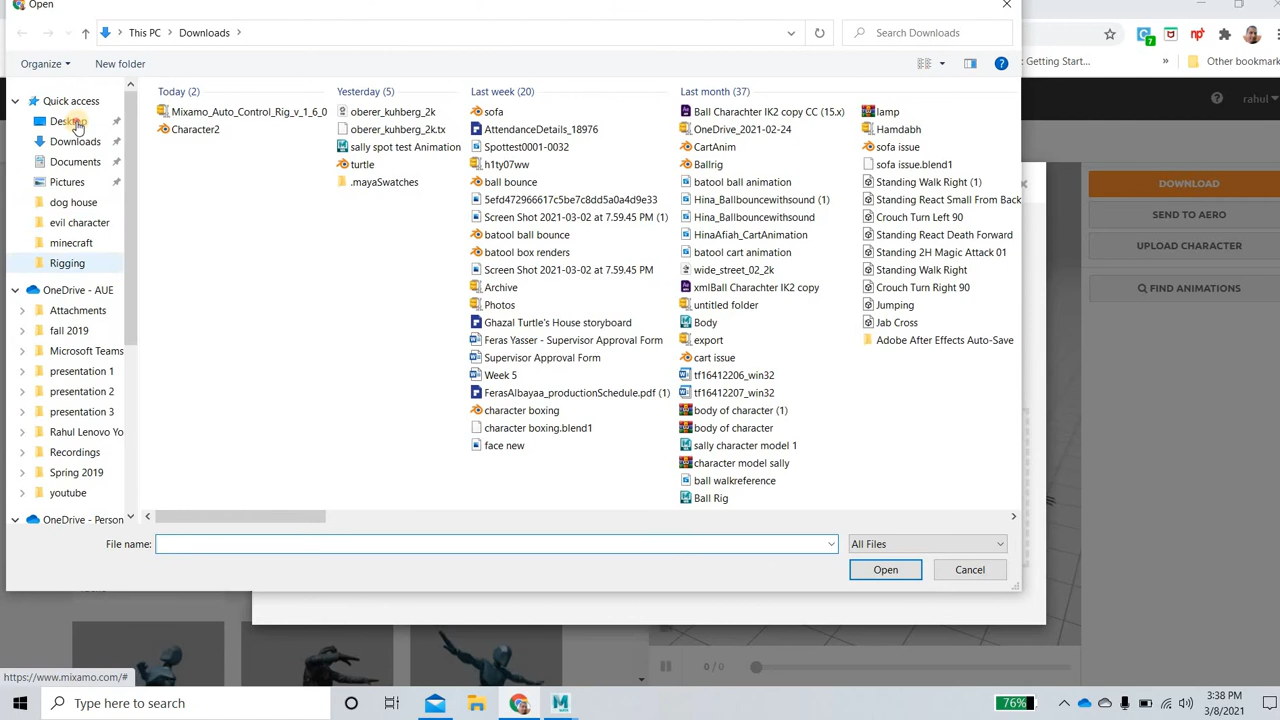 Open
This PC > Downloads >
Search Downloads
Organize
New folder
Getting Start...
Other bookmark
rahul
Quick access
Desktop
Downloads
Documents
Pictures
dog house
evil character
minecraft
Rigging
OneDrive - AUE
Attachments
fall 2019
Microsoft Teams
presentation 1
presentation 2
presentation 3
Rahul Lenovo Yo
Recordings
Spring 2019
youtube
OneDrive - Person
Today (2)
Mixamo_Auto_Control_Rig_v_1_6_0
Character2
Yesterday (5)
oberer_kuhberg_2k
oberer_kuhberg_2k.tx
sally spot test Animation
turtle
.mayaSwatches
Last week (20)
sofa
AttendanceDetails_18976
Spottest0001-0032
h1ty07ww
ball bounce
5efd472965c17c5be7c8dd5a0a4d9e33
Screen Shot 2021-03-02 at 7.59.45 PM (1)
batool ball bounce
batool box renders
Screen Shot 2021-03-02 at 7.59.45 PM
Archive
Photos
Ghazal Turtle's House storyboard
Feras Yasser - Supervisor Approval Form
Supervisor Approval Form
Week 5
FerasAlbayaa_productionSchedule.pdf (1)
character boxing
character boxing.blend1
face new
Last month (37)
Ball Charachter IK2 copy CC (15.x)
OneDrive_2021-02-24
CartAnim
Ballrig
batool ball animation
Hina_Ballbouncewithsound (1)
Hina_Ballbouncewithsound
HinaAfiah_CartAnimation
batool cart animation
wide_street_02_2k
xmlBall Charachter IK2 copy
untitled folder
Body
export
cart issue
tf16412206_win32
tf16412207_win32
body of character (1)
body of character
sally character model 1
character model sally
ball walkreference
Ball Rig
lamp
Hamdabh
sofa issue
sofa issue.blend1
Standing Walk Right (1)
Standing React Small From Back
Crouch Turn Left 90
Standing React Death Forward
Standing 2H Magic Attack 01
Standing Walk Right
Crouch Turn Right 90
Jumping
Jab Cross
Adobe After Effects Auto-Save
File name:
All Files
Open
Cancel
DOWNLOAD
SEND TO AERO
UPLOAD CHARACTER
FIND ANIMATIONS
0 / 0
https://www.mixamo.com/#
Type here to search
76%
3:38 PM
3/8/2021